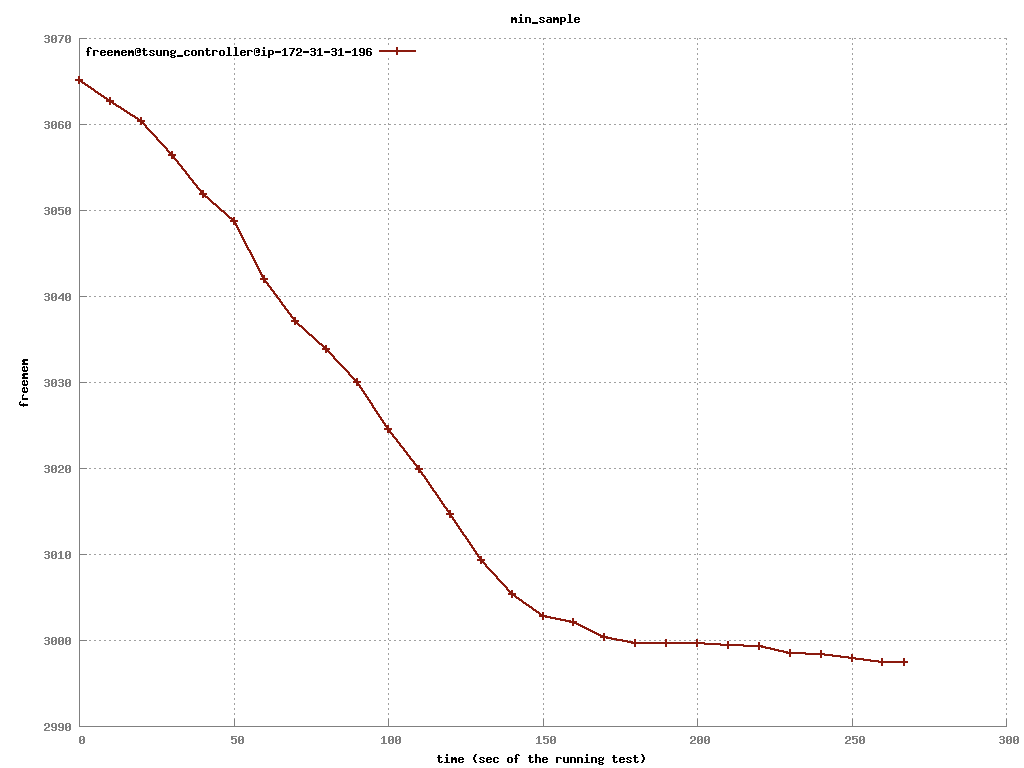 min_sample
freemem@tsung_controller@ip-172-31-31-196
3070
3060
3050
3040
3030
3020
3010
3000
2990
freemem
0 50 100 150 200 250 300
time (sec of the running test)